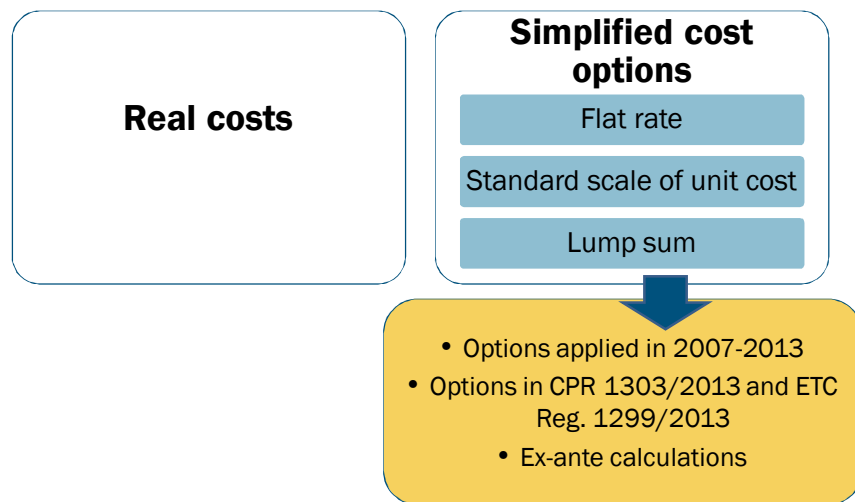 Real costs
Simplified cost
options
Flat rate
Standard scale of unit cost
Lump sum
• Options applied in 2007-2013
• Options in CPR 1303/2013 and ETC
Reg. 1299/2013
• Ex-ante calculations